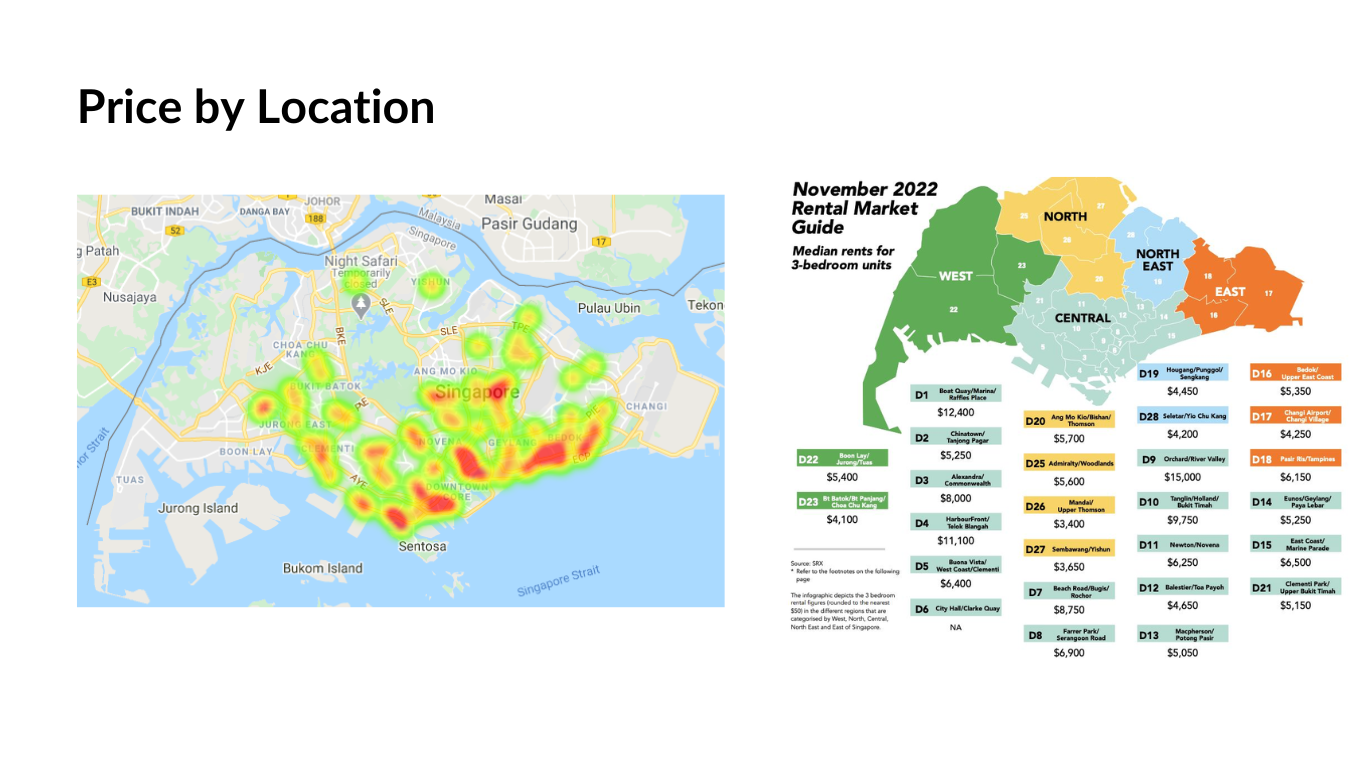 Price by Location
BUKIT INDAH
DANGA BAY
JOHOR
188
52
Masai
Pasir Gudang
17
Malaysia
Singapore
g Patah
E3
Nusajaya
Night Safari
Temporarily
closed
YISHUN
Pulau Ubin
Tekon
SLE
BKE
SLE
TPE
CHOA CHU
KANG
KJE
BUKIT BATOK
ANG MO KIO
Singapore
PIE
PIE
CHANGI
JURONG EAST
CLEMENTI
NOVENA
GEYLANG
BEDOK
ECP
BOON LAY
AYE
DOWNTOWN
CORE
TUAS
Jurong Island
Sentosa
Bukom Island
Singapore Strait
November 2022
Rental Market
Guide
Median rents for
3-bedroom units
NORTH
25
27
26
20
NORTH
EAST
28
19
WEST
23
22
EAST
18
17
16
CENTRAL
21
11
D22 Boon Lay/
Jurong/Tuas
$5,400
D23 Bt Batok/Bt Panjang/
Choa Chu Kang
$4,100
Source: SRX
* Refer to the footnotes on the following
page
The infographic depicts the 3 bedroom
rental figures (rounded to the nearest
$50) in the different regions that are
categorised by West, North, Central,
North East and East of Singapore.
D1 Boat Quay/Marina/
Raffles Place
$12,400
D2 Chinatown/
Tanjong Pagar
$5,250
D3 Alexandra/
Commonwealth
$8,000
D4 HarbourFront/
Telok Blangah
$11,100
D5 Buona Vista/
West Coast/Clementi
$6,400
D6 City Hall/Clarke Quay
NA
D20 Ang Mo Kio/Bishan/
Thomson
$5,700
D25 Admiralty/Woodlands
$5,600
D26 Mandai/
Upper Thomson
$3,400
D27 Sembawang/Yishun
$3,650
D7 Beach Road/Bugis/
Rochor
$8,750
D8 Farrer Park/
Serangoon Road
$6,900
D19 Hougang/Punggol/
Sengkang
$4,450
D28 Seletar/Yio Chu Kang
$4,200
D9 Orchard/River Valley
$15,000
D10 Tanglin/Holland/
Bukit Timah
$9,750
D11 Newton/Novena
$6,250
D12 Balestier/Toa Payoh
$4,650
D13 Macpherson/
Potong Pasir
$5,050
D16 Bedok/
Upper East Coast
$5,350
D17 Changi Airport/
Changi Village
$4,250
D18 Pasir Ris/Tampines
$6,150
D14 Eunos/Geylang/
Paya Lebar
$5,250
D15 East Coast/
Marine Parade
$6,500
D21 Clementi Park/
Upper Bukit Timah
$5,150